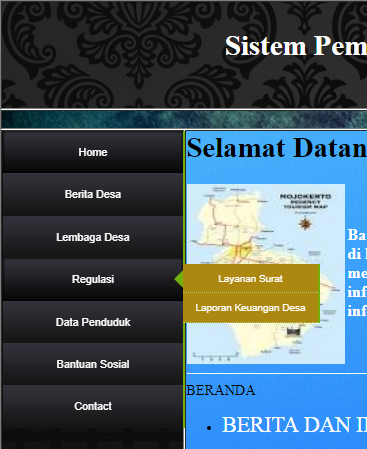 Sistem Pem
Home
Berita Desa
Lembaga Desa
Regulasi
Data Penduduk
Bantuan Sosial
Contact
Selamat Datan
MOJOKERTO
REGENCY
TOURISM MAP
Layanan Surat
Laporan Keuangan Desa
Ba
di
me
inf
inf
BERANDA
• BERITA DAN I